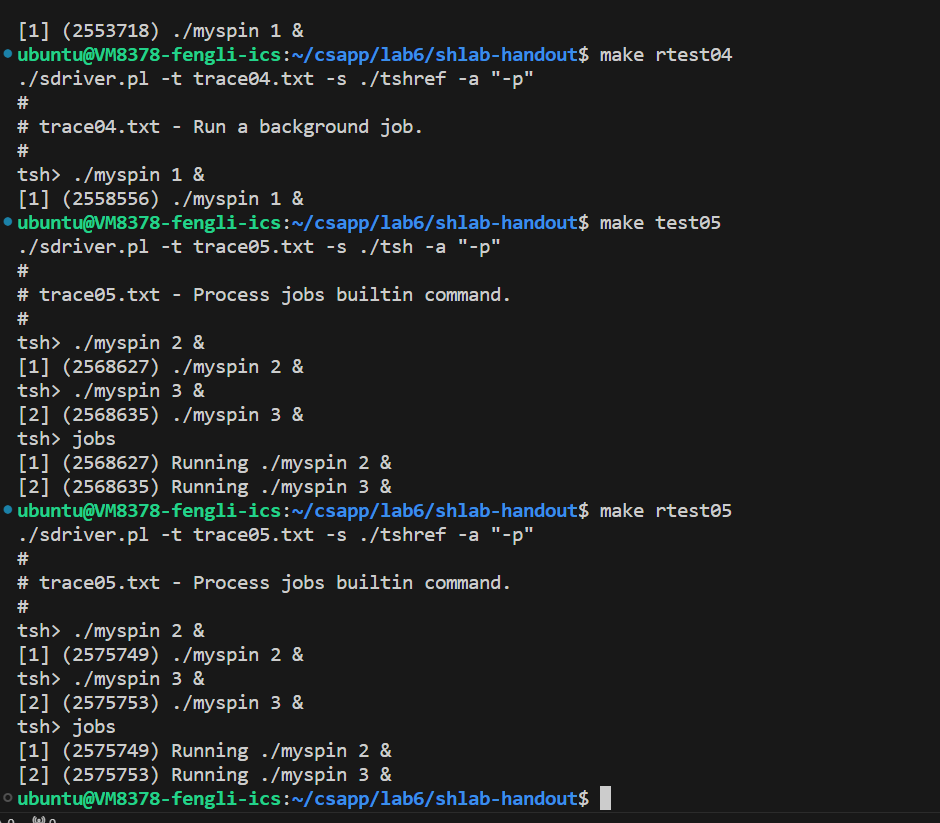 [1] (2553718) ./myspin 1 &
ubuntu@VM8378-fengli-ics:~/csapp/lab6/shlab-handout$ make rtest04
./sdriver.pl -t trace04.txt -s ./tshref -a "-p"
#
# trace04.txt - Run a background job.
#
tsh> ./myspin 1 &
[1] (2558556) ./myspin 1 &
ubuntu@VM8378-fengli-ics:~/csapp/lab6/shlab-handout$ make test05
./sdriver.pl -t trace05.txt -s ./tsh -a "-p"
#
# trace05.txt - Process jobs builtin command.
#
tsh> ./myspin 2 &
[1] (2568627) ./myspin 2 &
tsh> ./myspin 3 &
[2] (2568635) ./myspin 3 &
tsh> jobs
[1] (2568627) Running ./myspin 2 &
[2] (2568635) Running ./myspin 3 &
ubuntu@VM8378-fengli-ics:~/csapp/lab6/shlab-handout$ make rtest05
./sdriver.pl -t trace05.txt -s ./tshref -a "-p"
#
# trace05.txt - Process jobs builtin command.
#
tsh> ./myspin 2 &
[1] (2575749) ./myspin 2 &
tsh> ./myspin 3 &
[2] (2575753) ./myspin 3 &
tsh> jobs
[1] (2575749) Running ./myspin 2 &
[2] (2575753) Running ./myspin 3 &
ubuntu@VM8378-fengli-ics:~/csapp/lab6/shlab-handout$